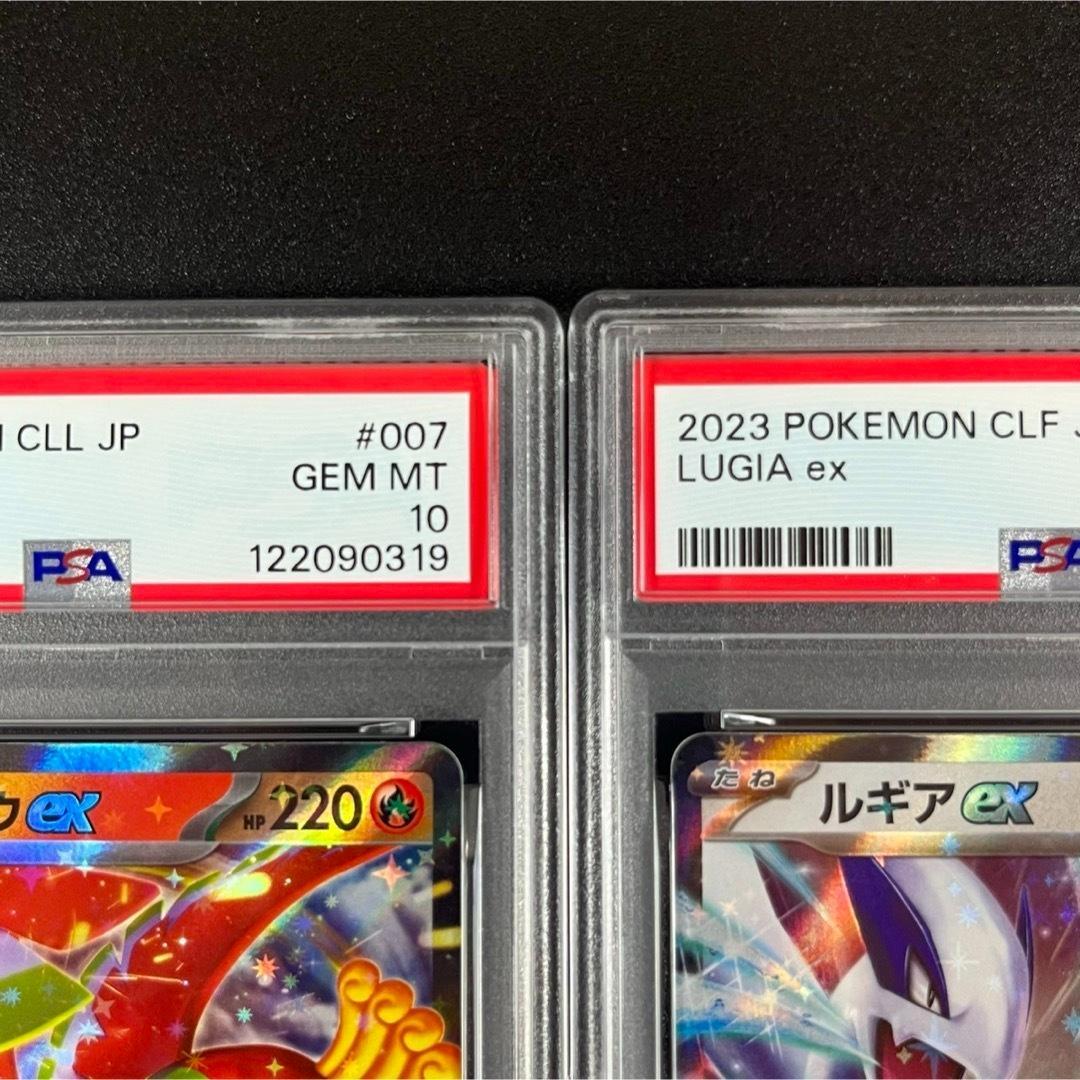 CLL JP #007
GEM MT
10
PSA 122090319
2023 POKEMON CLF
LUGIA ex
PSA
ex HP 220
たね ルギア ex